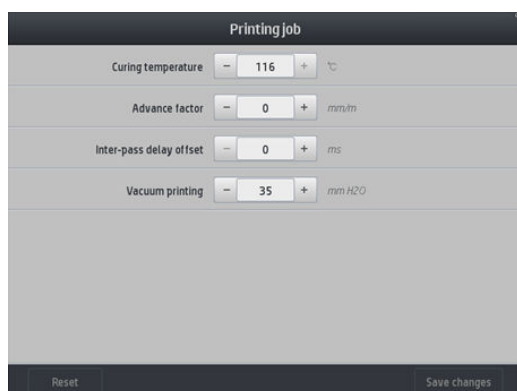 Printing job
Curing temperature − 116 + °C
Advance factor − 0 + mm/m
Inter-pass delay offset − 0 + ms
Vacuum printing − 35 + mm H2O
Reset Save changes